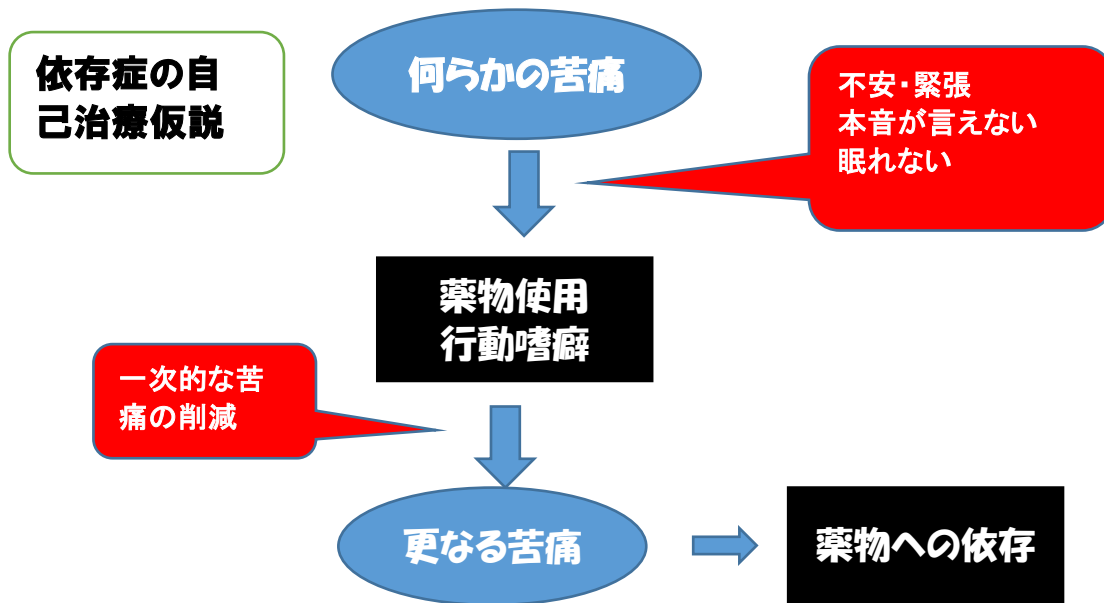 依存症の自
己治療仮説
何らかの苦痛
不安・緊張
本音が言えない
眠れない
薬物使用
行動嗜癖
一次的な苦
痛の削減
更なる苦痛
薬物への依存